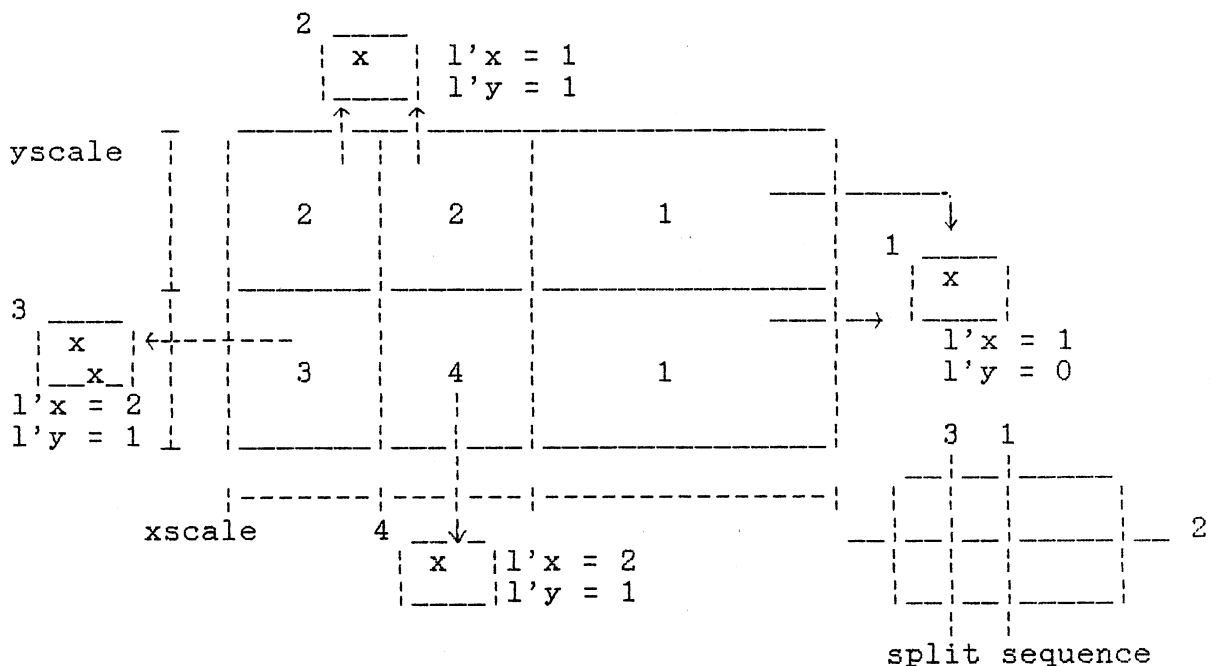 2
x l'x = 1
l'y = 1
yscale
2 2 1
1
x
3
x
x
l'x = 1
l'y = 0
3 4 1
l'x = 2
l'y = 1
3 1
xscale 4
2
x l'x = 2
l'y = 1
split sequence